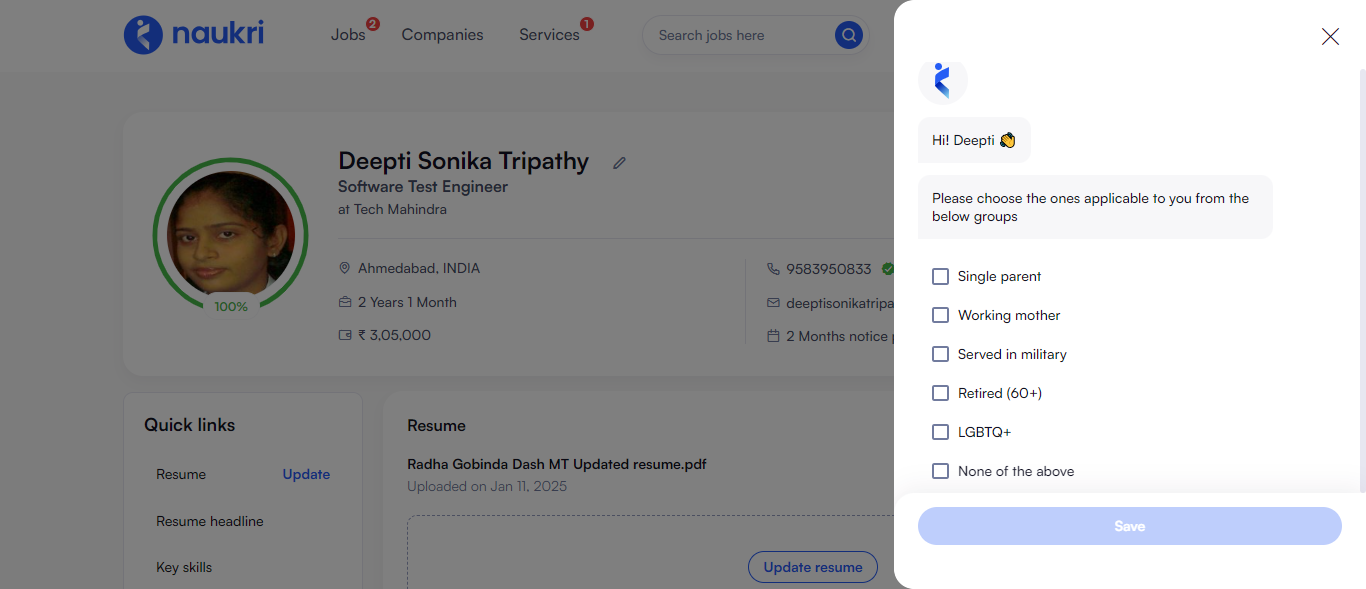 naukri
Jobs 2
Companies
Services 1
Search jobs here
Deepti Sonika Tripathy
Software Test Engineer
at Tech Mahindra
100%
Ahmedabad, INDIA
2 Years 1 Month
₹ 3,05,000
9583950833
deeptisonikatripa
2 Months notice
Quick links
Resume Update
Resume headline
Key skills
Resume
Radha Gobinda Dash MT Updated resume.pdf
Uploaded on Jan 11, 2025
Update resume
Hi! Deepti 👏
Please choose the ones applicable to you from the
below groups
Single parent
Working mother
Served in military
Retired (60+)
LGBTQ+
None of the above
Save